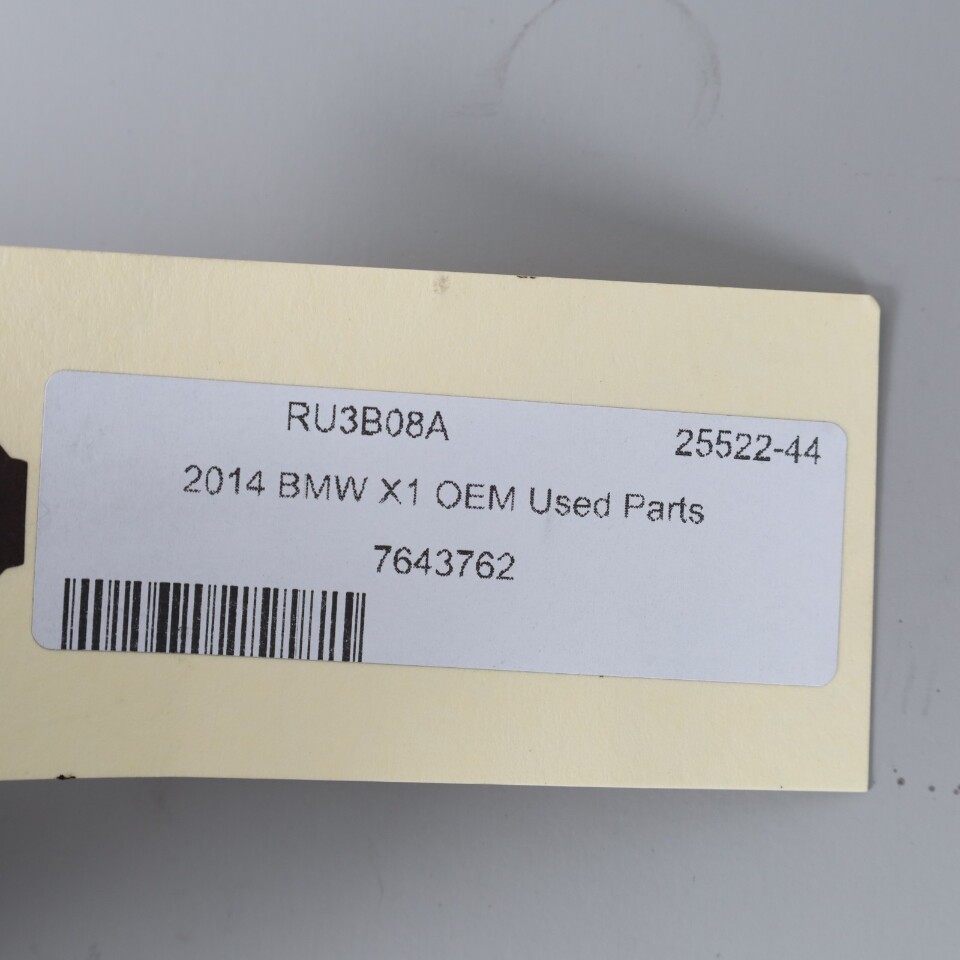 RU3B08A 25522-44
2014 BMW X1 OEM Used Parts
7643762